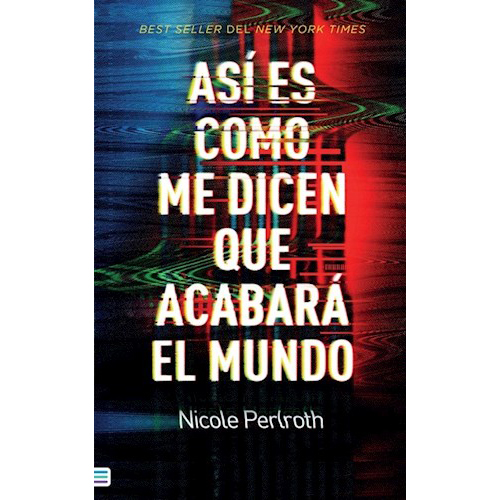 BEST SELLER DEL NEW YORK TIMES
ASÍ ES
COMO
ME DICEN
QUE
ACABARÁ
EL MUNDO
Nicole Perlroth